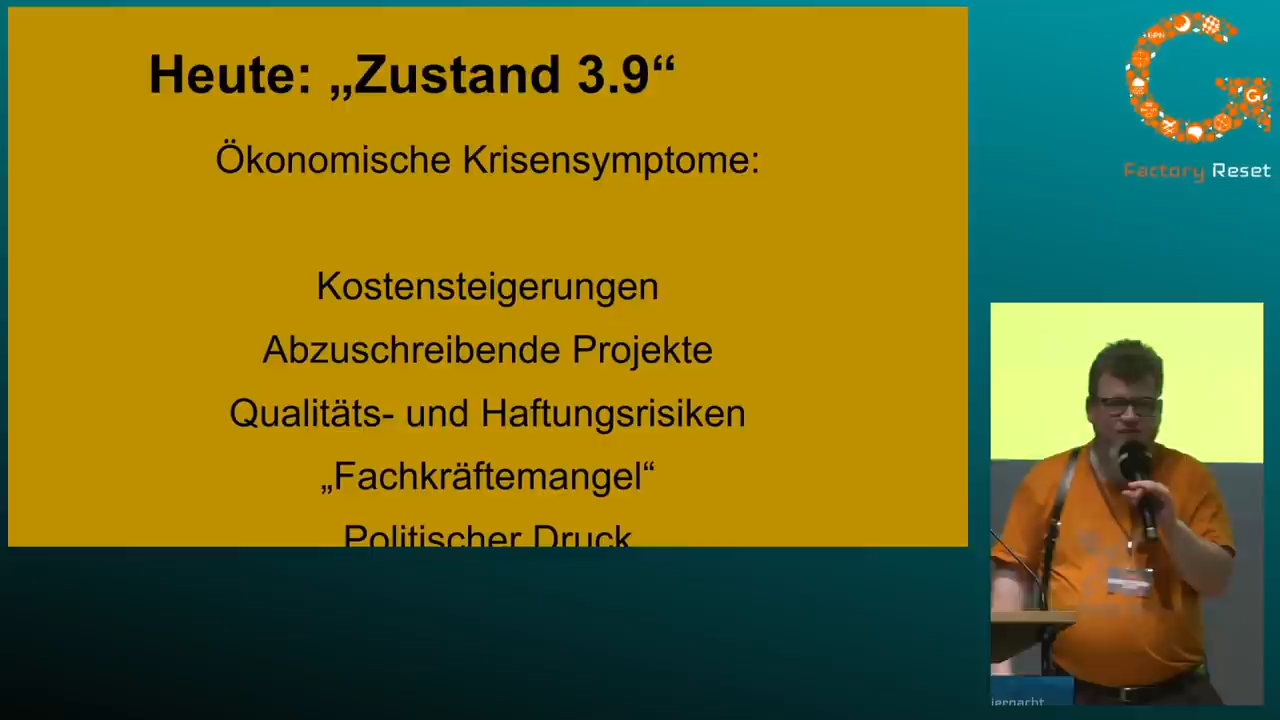 Heute: „Zustand 3.9“
Ökonomische Krisensymptome:
Kostensteigerungen
Abzuschreibende Projekte
Qualitäts- und Haftungsrisiken
„Fachkräftemangel“
Politischer Druck
Factory Reset